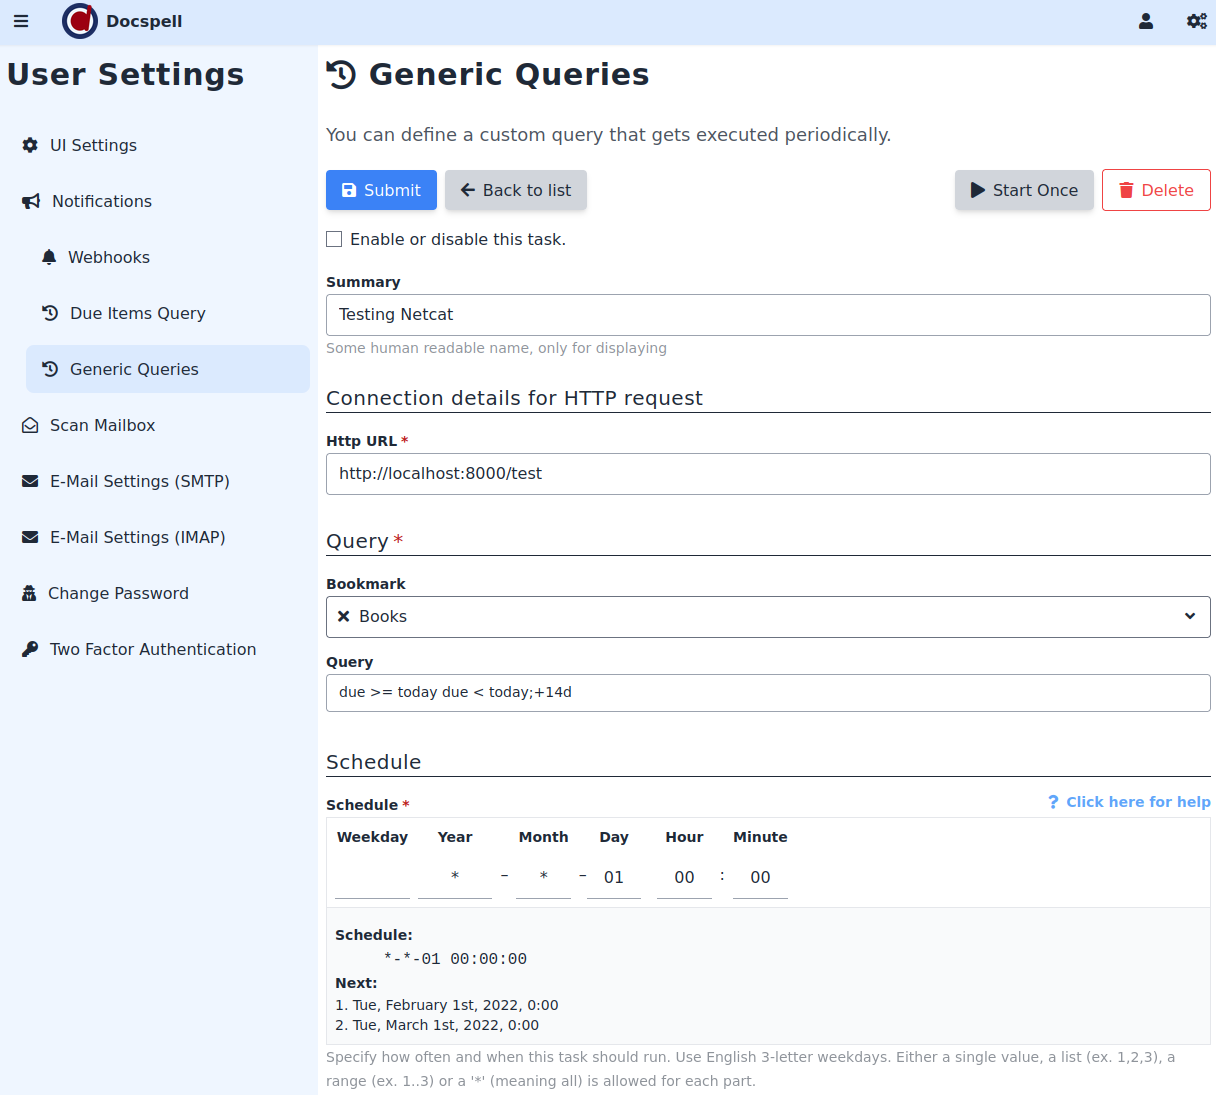 Docspell
User Settings
UI Settings
Notifications
Webhooks
Due Items Query
Generic Queries
Scan Mailbox
E-Mail Settings (SMTP)
E-Mail Settings (IMAP)
Change Password
Two Factor Authentication
Generic Queries
You can define a custom query that gets executed periodically.
Submit Back to list Start Once Delete
Enable or disable this task.
Summary
Testing Netcat
Some human readable name, only for displaying
Connection details for HTTP request
Http URL *
http://localhost:8000/test
Query *
Bookmark
Books
Query
due >= today due < today;+14d
Schedule
Schedule * ? Click here for help
Weekday Year Month Day Hour Minute
* – * – 01 00 : 00
Schedule:
*-*-01 00:00:00
Next:
1. Tue, February 1st, 2022, 0:00
2. Tue, March 1st, 2022, 0:00
Specify how often and when this task should run. Use English 3-letter weekdays. Either a single value, a list (ex. 1,2,3), a
range (ex. 1..3) or a '*' (meaning all) is allowed for each part.